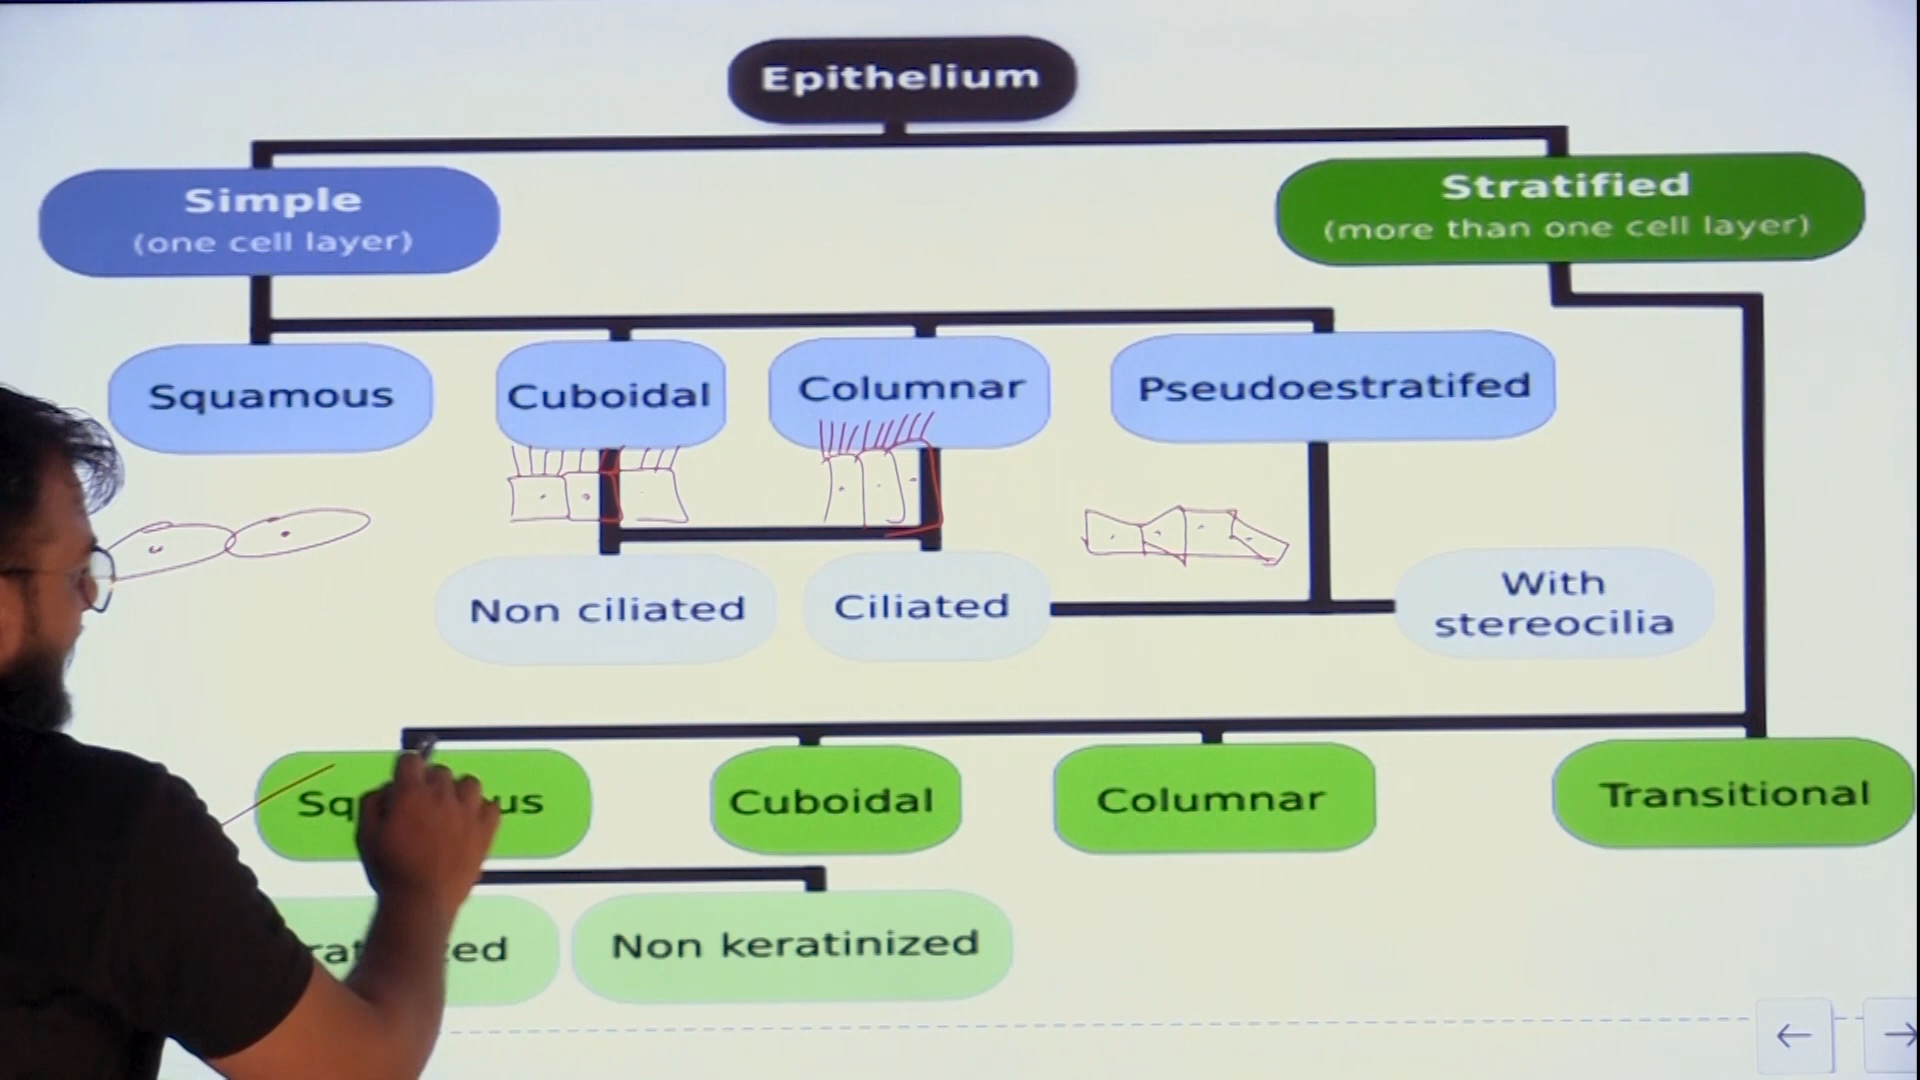 Epithelium
Simple
(one cell layer)
Stratified
(more than one cell layer)
Squamous
Cuboidal
Columnar
Pseudoestratifed
Non ciliated
Ciliated
With
stereocilia
Cuboidal
Columnar
Transitional
Non keratinized